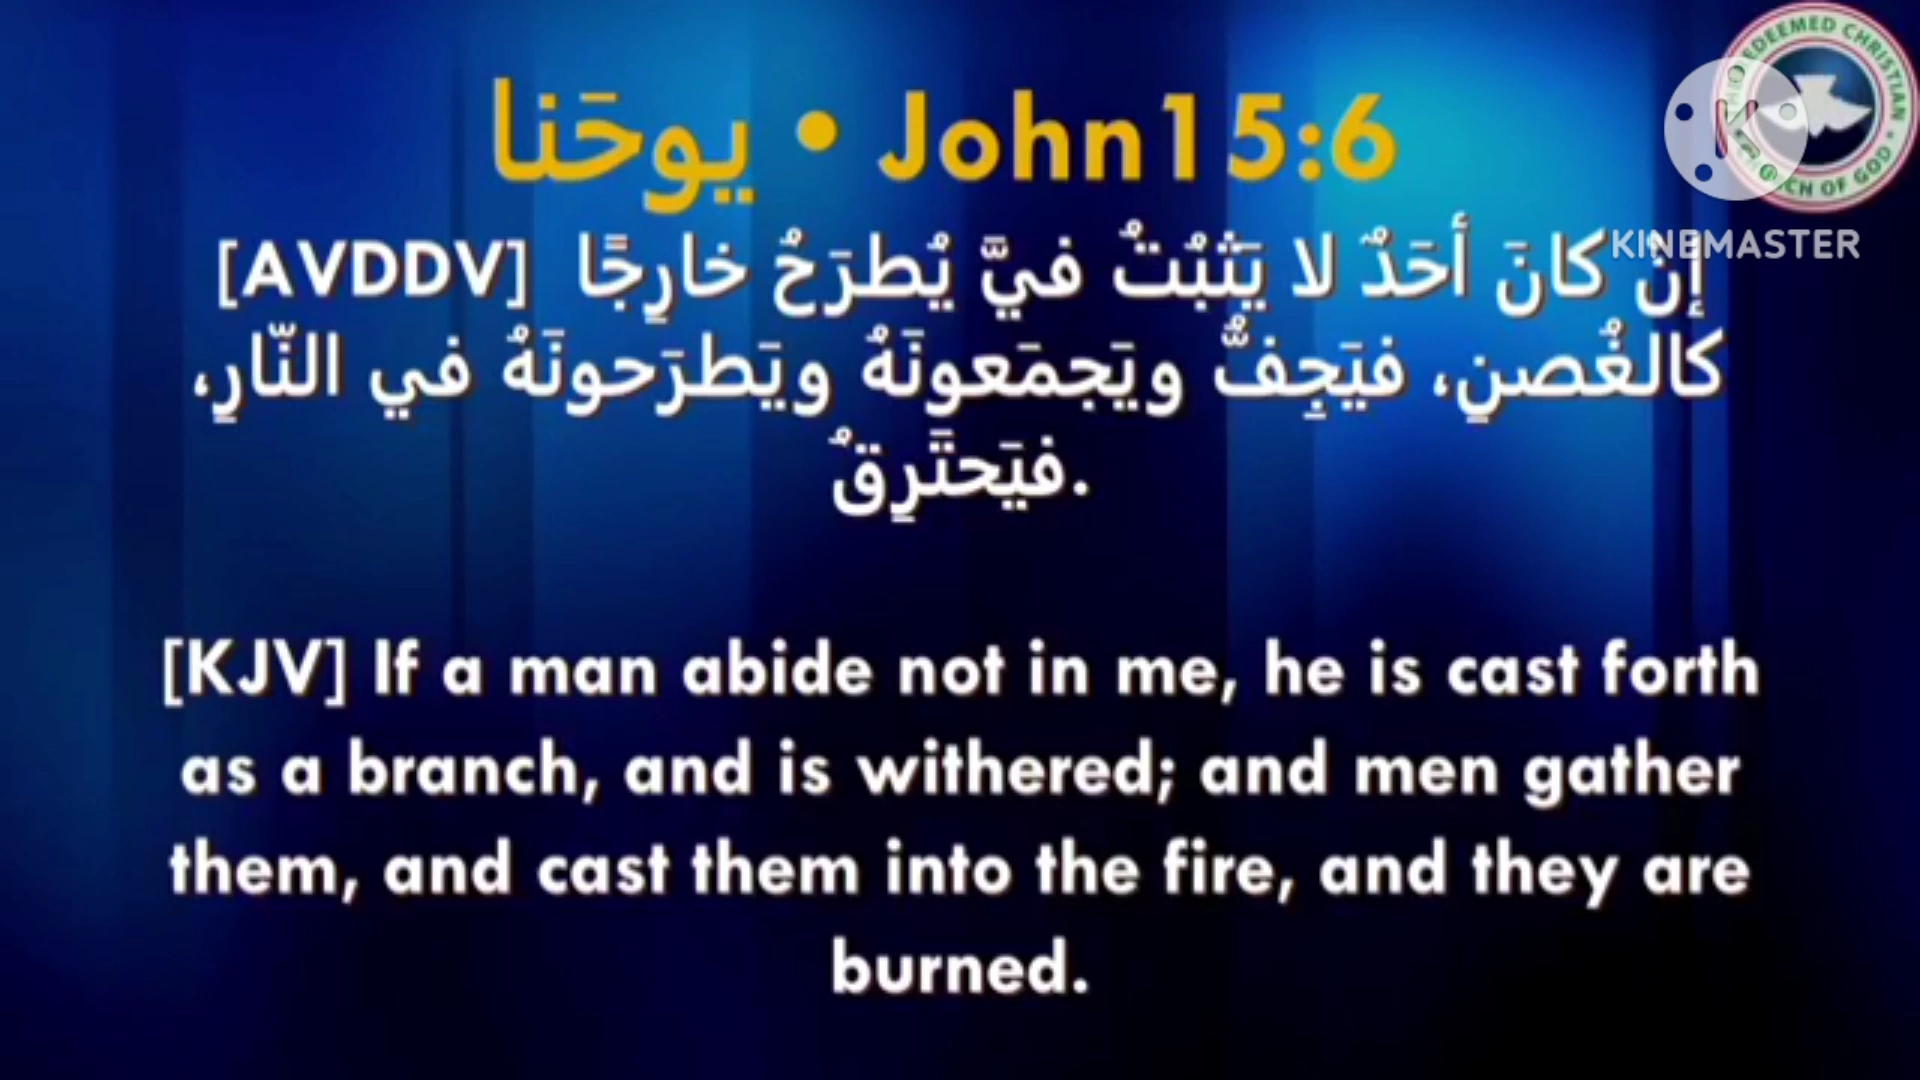 يوحَنا • John15:6
[AVDDV] إنْ كانَ أحَدٌ لا يَثبُتُ فيَّ يُطرَحُ خارِجًا
كالغُصنِ، فيَجِفُّ ويَجمَعونَهُ ويَطرَحونَهُ في النّارِ،
فيَحتَرِقُ.
[KJV] If a man abide not in me, he is cast forth
as a branch, and is withered; and men gather
them, and cast them into the fire, and they are
burned.
KINEMASTER